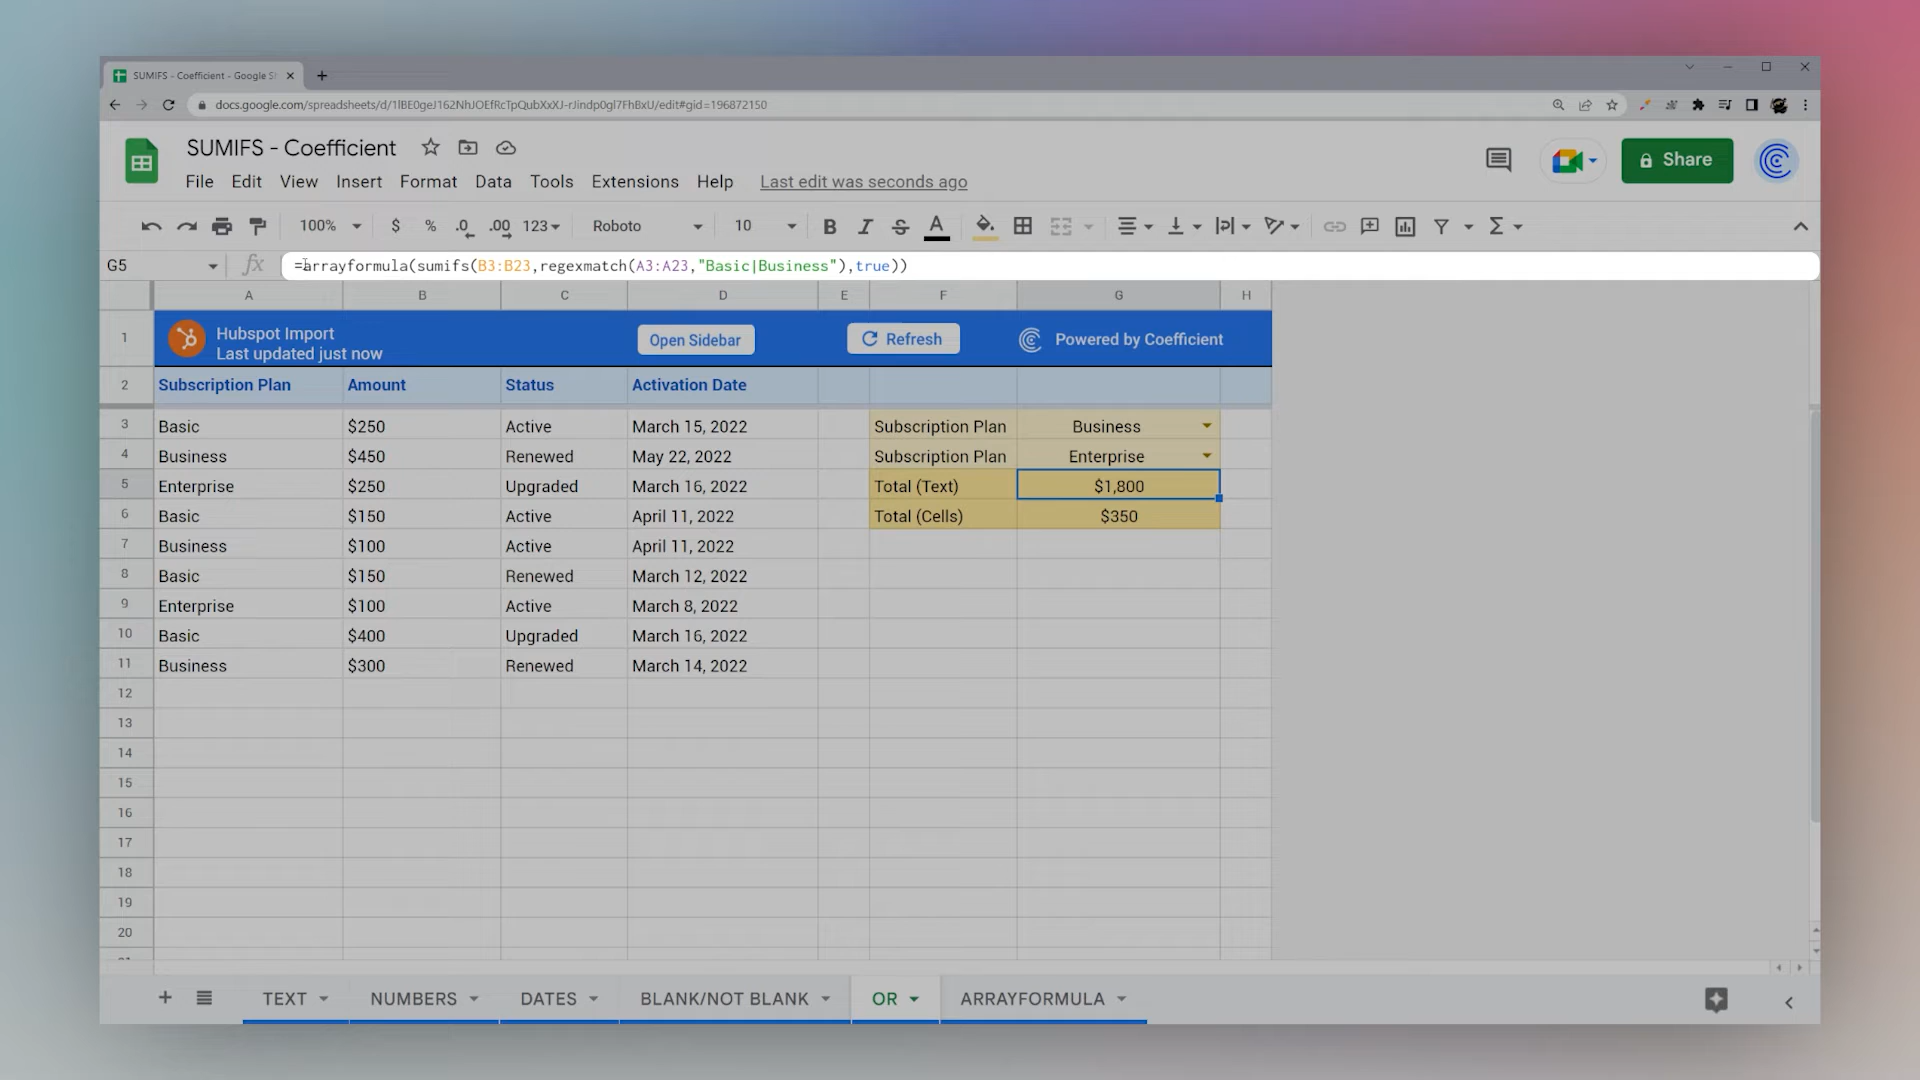 SUMIFS - Coefficient - Google S
docs.google.com/spreadsheets/d/1lBE0geJ162NhJOEfRcTpQubXxXJ-rJindp0gl7FhBxU/edit#gid=196872150
SUMIFS - Coefficient
File Edit View Insert Format Data Tools Extensions Help Last edit was seconds ago
Share
100% $ % .0 .00 123 Roboto 10 B I S A
G5 fx =arrayformula(sumifs(B3:B23,regexmatch(A3:A23,"Basic|Business"),true))
A B C D E F G H
1 Hubspot Import
Last updated just now
Open Sidebar Refresh Powered by Coefficient
2 Subscription Plan Amount Status Activation Date
3 Basic $250 Active March 15, 2022 Subscription Plan Business
4 Business $450 Renewed May 22, 2022 Subscription Plan Enterprise
5 Enterprise $250 Upgraded March 16, 2022 Total (Text) $1,800
6 Basic $150 Active April 11, 2022 Total (Cells) $350
7 Business $100 Active April 11, 2022
8 Basic $150 Renewed March 12, 2022
9 Enterprise $100 Active March 8, 2022
10 Basic $400 Upgraded March 16, 2022
11 Business $300 Renewed March 14, 2022
12
13
14
15
16
17
18
19
20
TEXT NUMBERS DATES BLANK/NOT BLANK OR ARRAYFORMULA